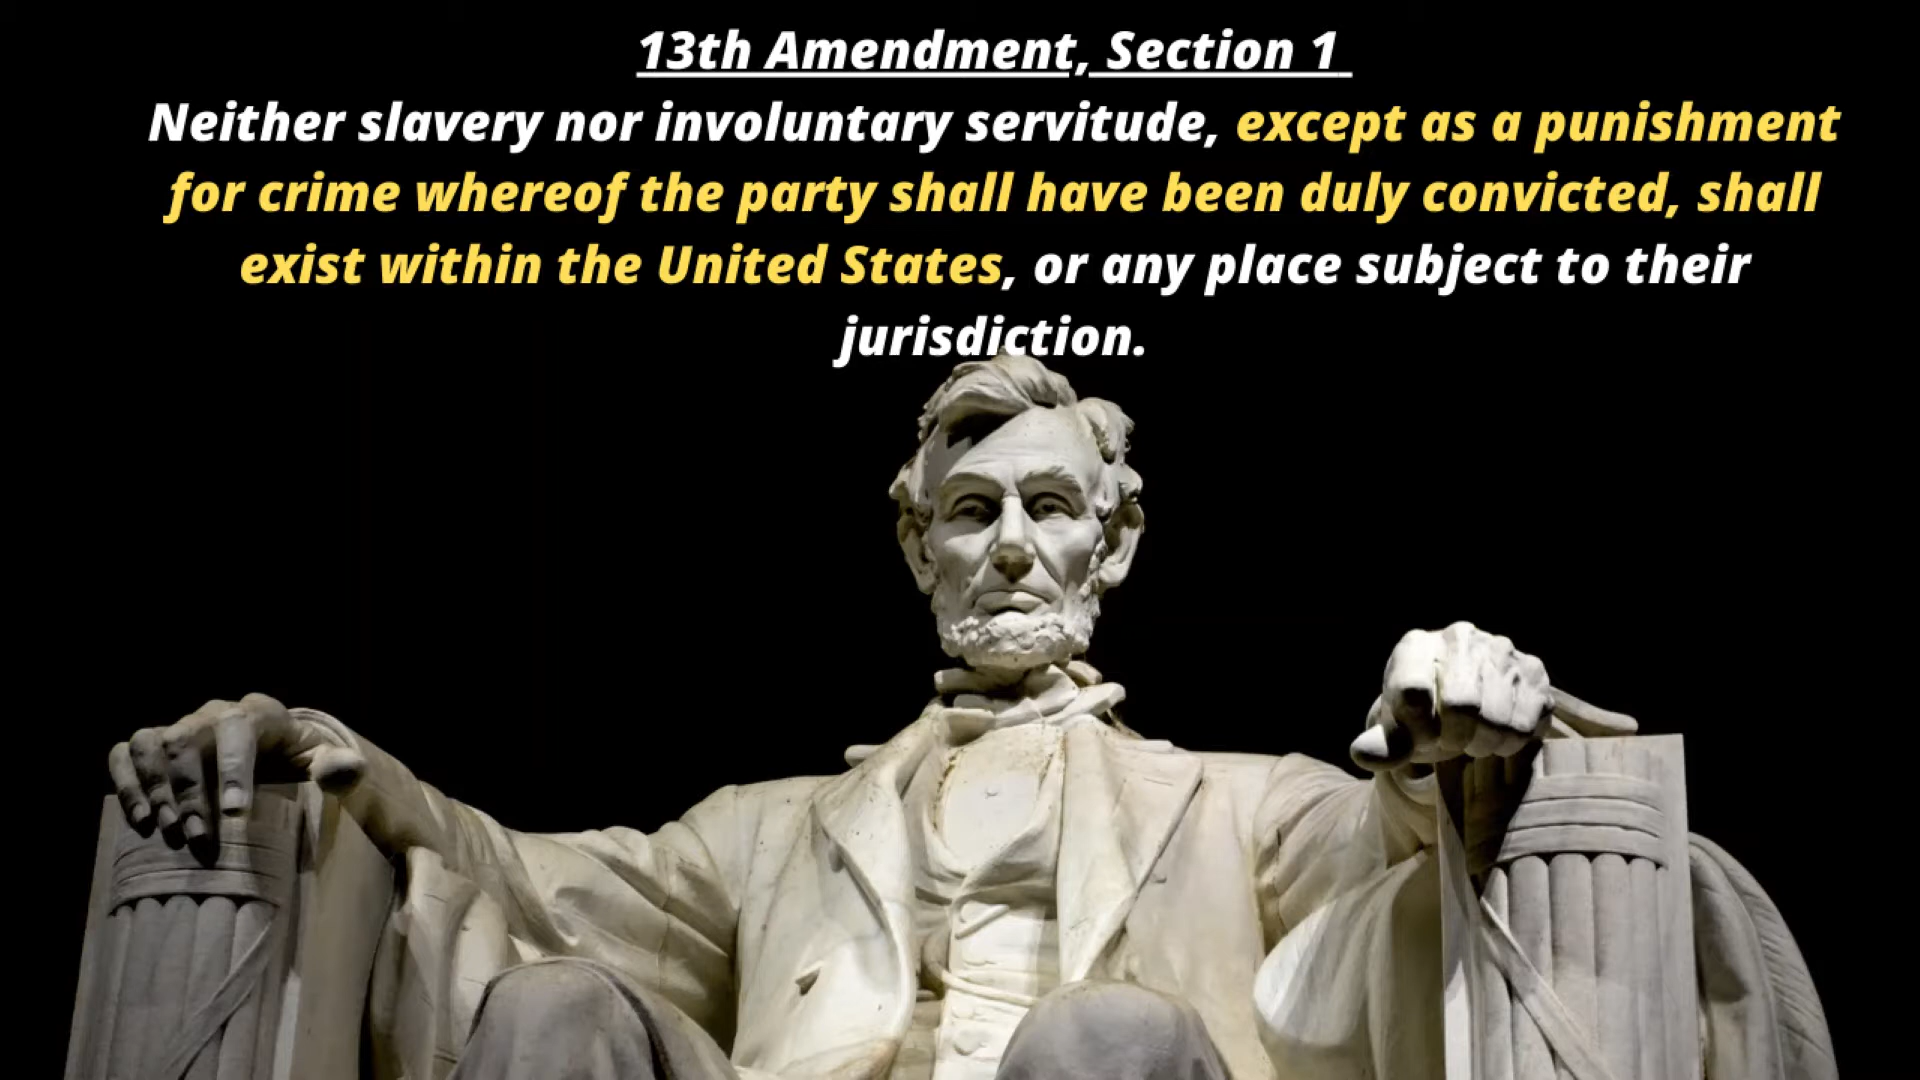 13th Amendment, Section 1
Neither slavery nor involuntary servitude, except as a punishment
for crime whereof the party shall have been duly convicted, shall
exist within the United States, or any place subject to their
jurisdiction.